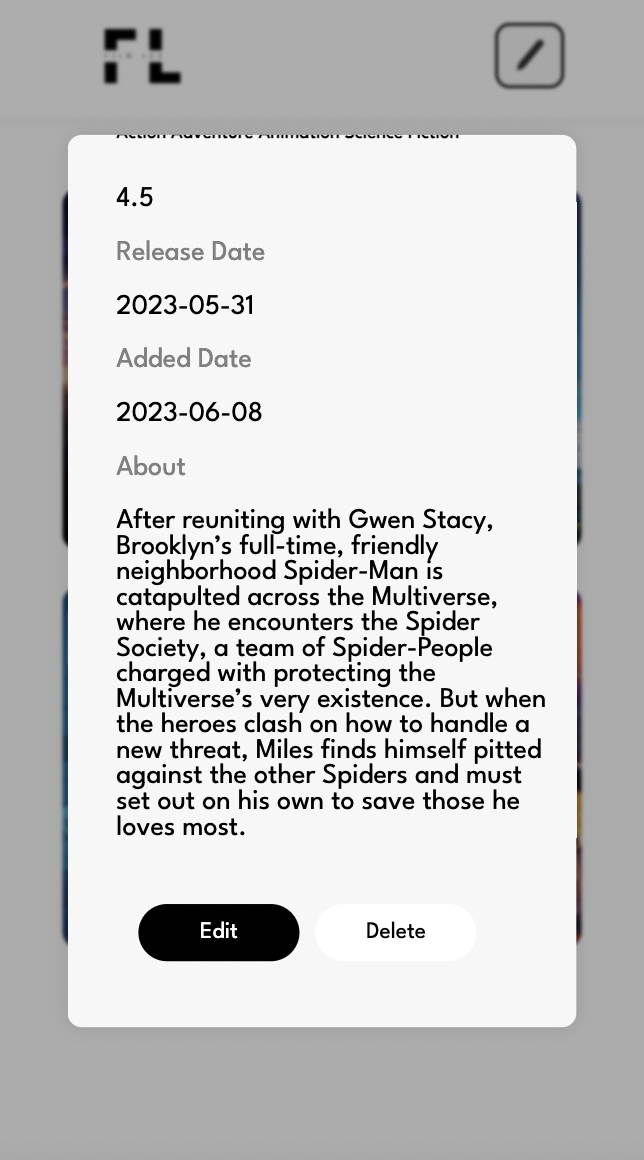 FL
Action Adventure Animation Science Fiction
4.5
Release Date
2023-05-31
Added Date
2023-06-08
About
After reuniting with Gwen Stacy,
Brooklyn’s full-time, friendly
neighborhood Spider-Man is
catapulted across the Multiverse,
where he encounters the Spider
Society, a team of Spider-People
charged with protecting the
Multiverse’s very existence. But when
the heroes clash on how to handle a
new threat, Miles finds himself pitted
against the other Spiders and must
set out on his own to save those he
loves most.
Edit Delete